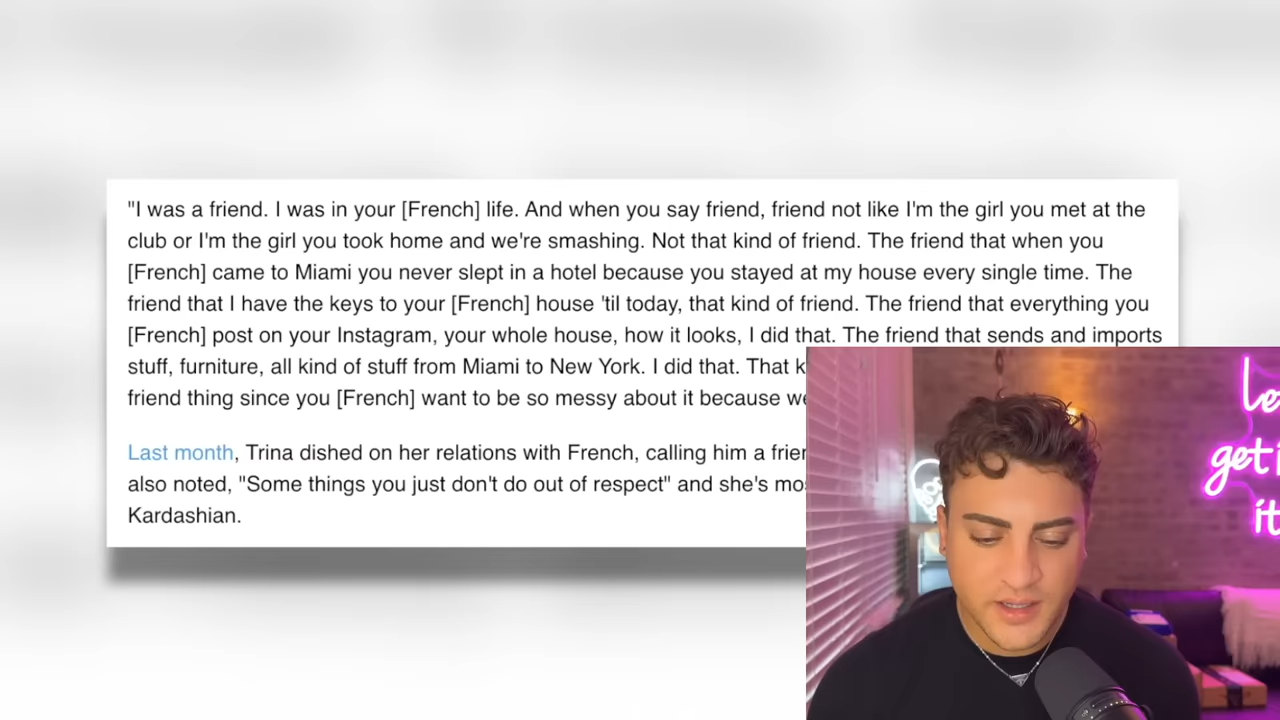 "I was a friend. I was in your [French] life. And when you say friend, friend not like I'm the girl you met at the
club or I'm the girl you took home and we're smashing. Not that kind of friend. The friend that when you
[French] came to Miami you never slept in a hotel because you stayed at my house every single time. The
friend that I have the keys to your [French] house 'til today, that kind of friend. The friend that everything you
[French] post on your Instagram, your whole house, how it looks, I did that. The friend that sends and imports
stuff, furniture, all kind of stuff from Miami to New York. I did that. That
friend thing since you [French] want to be so messy about it because
Last month, Trina dished on her relations with French, calling him a
also noted, "Some things you just don't do out of respect" and she's
Kardashian.
get
it